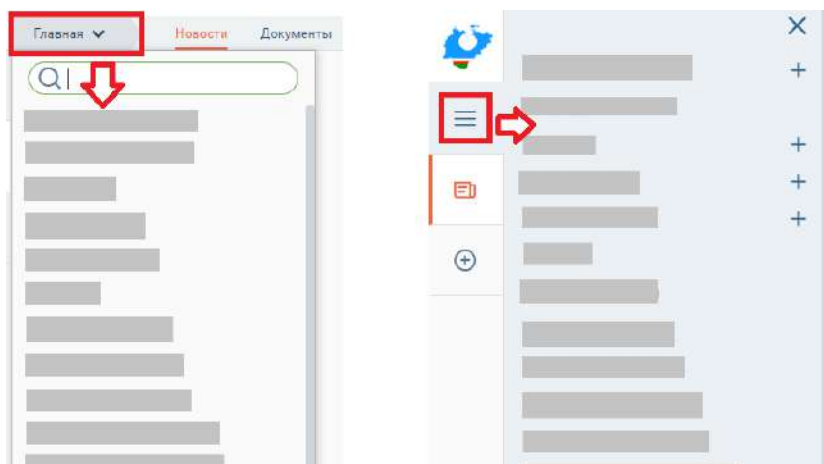 Главная
Новости
Документы